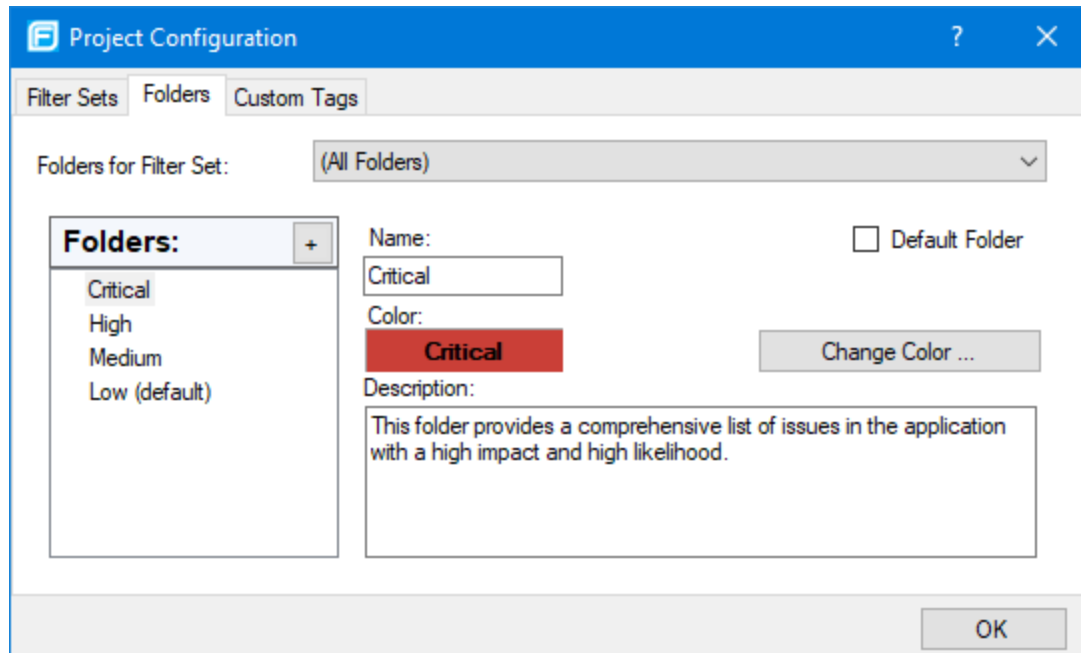 Project Configuration
?
Filter Sets Folders Custom Tags
Folders for Filter Set: (All Folders)
Folders: +
Critical
High
Medium
Low (default)
Name:
Default Folder
Critical
Color:
Critical
Change Color ...
Description:
This folder provides a comprehensive list of issues in the application
with a high impact and high likelihood.
OK